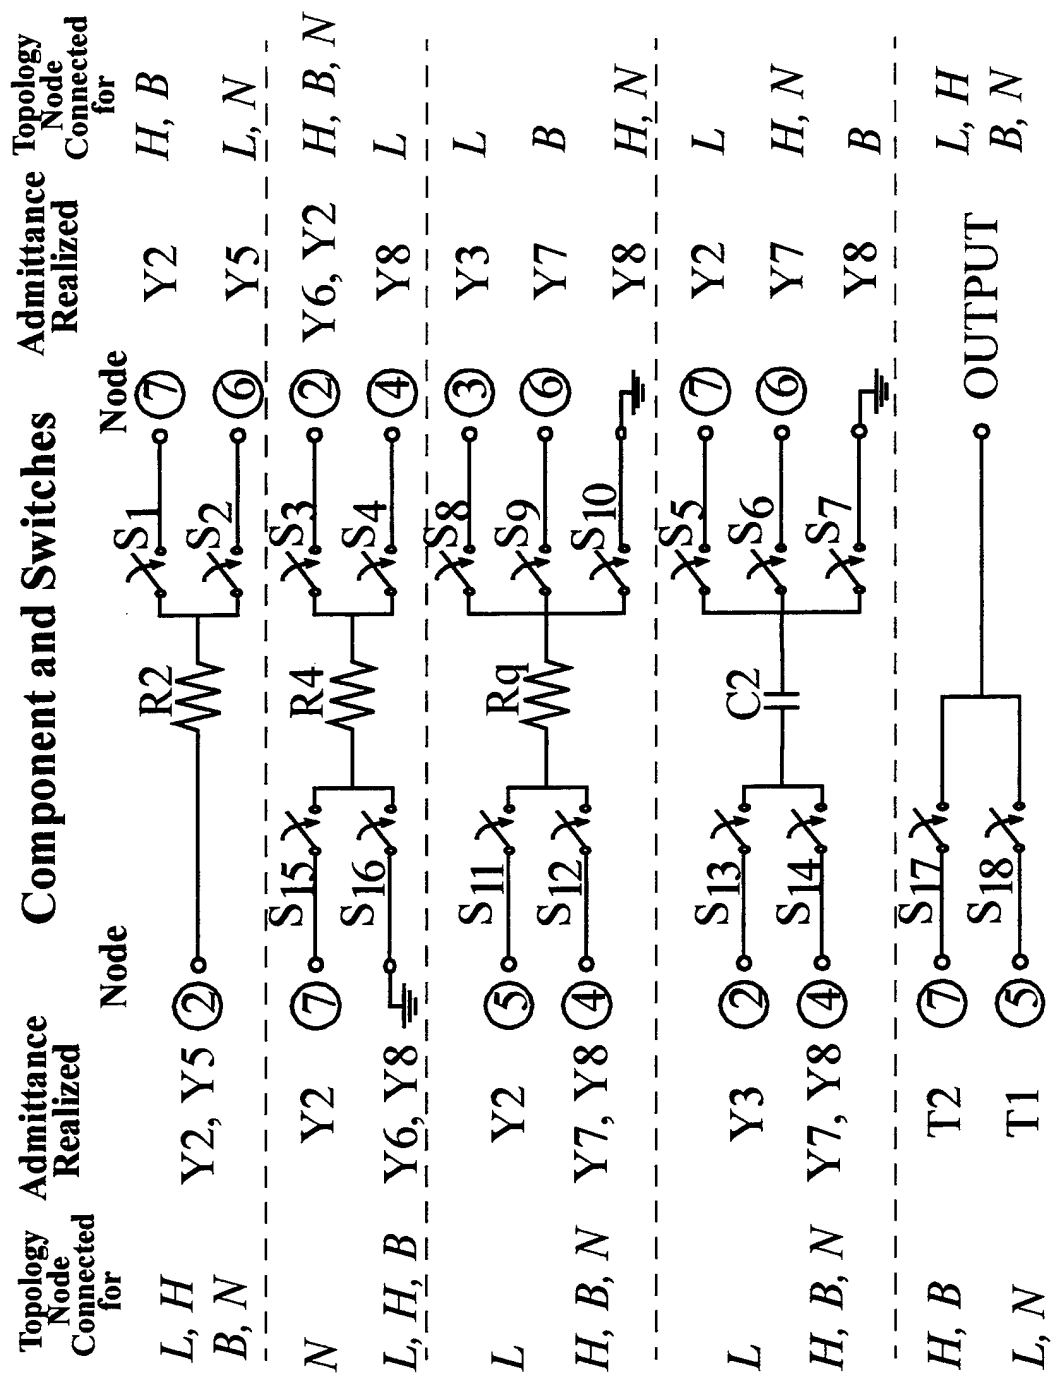 Topology Node Connected for
Admittance Realized
Node
Component and Switches
Node
Admittance Realized
Topology Node Connected for
L, H
B, N
Y2, Y5
2
R2
S1
7
Y2
H, B
S2
6
Y5
L, N
N
Y2
7
S15
R4
S3
2
Y6, Y2
H, B, N
L, H, B
Y6, Y8
S16
S4
4
Y8
L
L
Y2
5
S11
Rq
S8
3
Y3
L
S9
6
Y7
B
H, B, N
Y7, Y8
4
S12
S10
Y8
H, N
L
Y3
2
S13
C2
S5
7
Y2
L
S6
6
Y7
H, N
H, B, N
Y7, Y8
4
S14
S7
Y8
B
H, B
T2
7
S17
OUTPUT
L, H
B, N
L, N
T1
5
S18